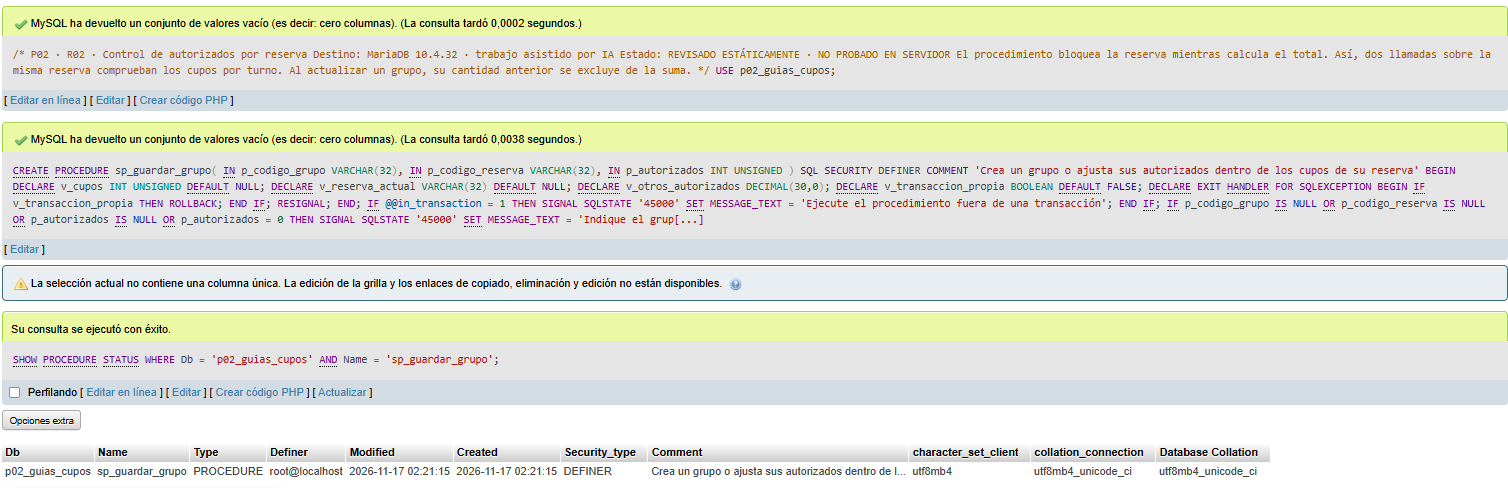 MySQL ha devuelto un conjunto de valores vacío (es decir: cero columnas). (La consulta tardó 0,0002 segundos.)
/* P02 · R02 · Control de autorizados por reserva Destino: MariaDB 10.4.32 · trabajo asistido por IA Estado: REVISADO ESTÁTICAMENTE · NO PROBADO EN SERVIDOR El procedimiento bloquea la reserva mientras calcula el total. Así, dos llamadas sobre la
misma reserva comprueban los cupos por turno. Al actualizar un grupo, su cantidad anterior se excluye de la suma. */ USE p02_guias_cupos;
[ Editar en línea ] [ Editar ] [ Crear código PHP ]
MySQL ha devuelto un conjunto de valores vacío (es decir: cero columnas). (La consulta tardó 0,0038 segundos.)
CREATE PROCEDURE sp_guardar_grupo( IN p_codigo_grupo VARCHAR(32), IN p_codigo_reserva VARCHAR(32), IN p_autorizados INT UNSIGNED ) SQL SECURITY DEFINER COMMENT 'Crea un grupo o ajusta sus autorizados dentro de los cupos de su reserva' BEGIN
DECLARE v_cupos INT UNSIGNED DEFAULT NULL; DECLARE v_reserva_actual VARCHAR(32) DEFAULT NULL; DECLARE v_otros_autorizados DECIMAL(30,0); DECLARE v_transaccion_propia BOOLEAN DEFAULT FALSE; DECLARE EXIT HANDLER FOR SQLEXCEPTION BEGIN IF
v_transaccion_propia THEN ROLLBACK; END IF; RESIGNAL; END; IF @@in_transaction = 1 THEN SIGNAL SQLSTATE '45000' SET MESSAGE_TEXT = 'Ejecute el procedimiento fuera de una transacción'; END IF; IF p_codigo_grupo IS NULL OR p_codigo_reserva IS NULL
OR p_autorizados IS NULL OR p_autorizados = 0 THEN SIGNAL SQLSTATE '45000' SET MESSAGE_TEXT = 'Indique el grup[...]
[ Editar ]
La selección actual no contiene una columna única. La edición de la grilla y los enlaces de copiado, eliminación y edición no están disponibles.
Su consulta se ejecutó con éxito.
SHOW PROCEDURE STATUS WHERE Db = 'p02_guias_cupos' AND Name = 'sp_guardar_grupo';
Perfilando [ Editar en línea ] [ Editar ] [ Crear código PHP ] [ Actualizar ]
Opciones extra
Db Name Type Definer Modified Created Security_type Comment character_set_client collation_connection Database Collation
p02_guias_cupos sp_guardar_grupo PROCEDURE root@localhost 2026-11-17 02:21:15 2026-11-17 02:21:15 DEFINER Crea un grupo o ajusta sus autorizados dentro de l... utf8mb4 utf8mb4_unicode_ci utf8mb4_unicode_ci